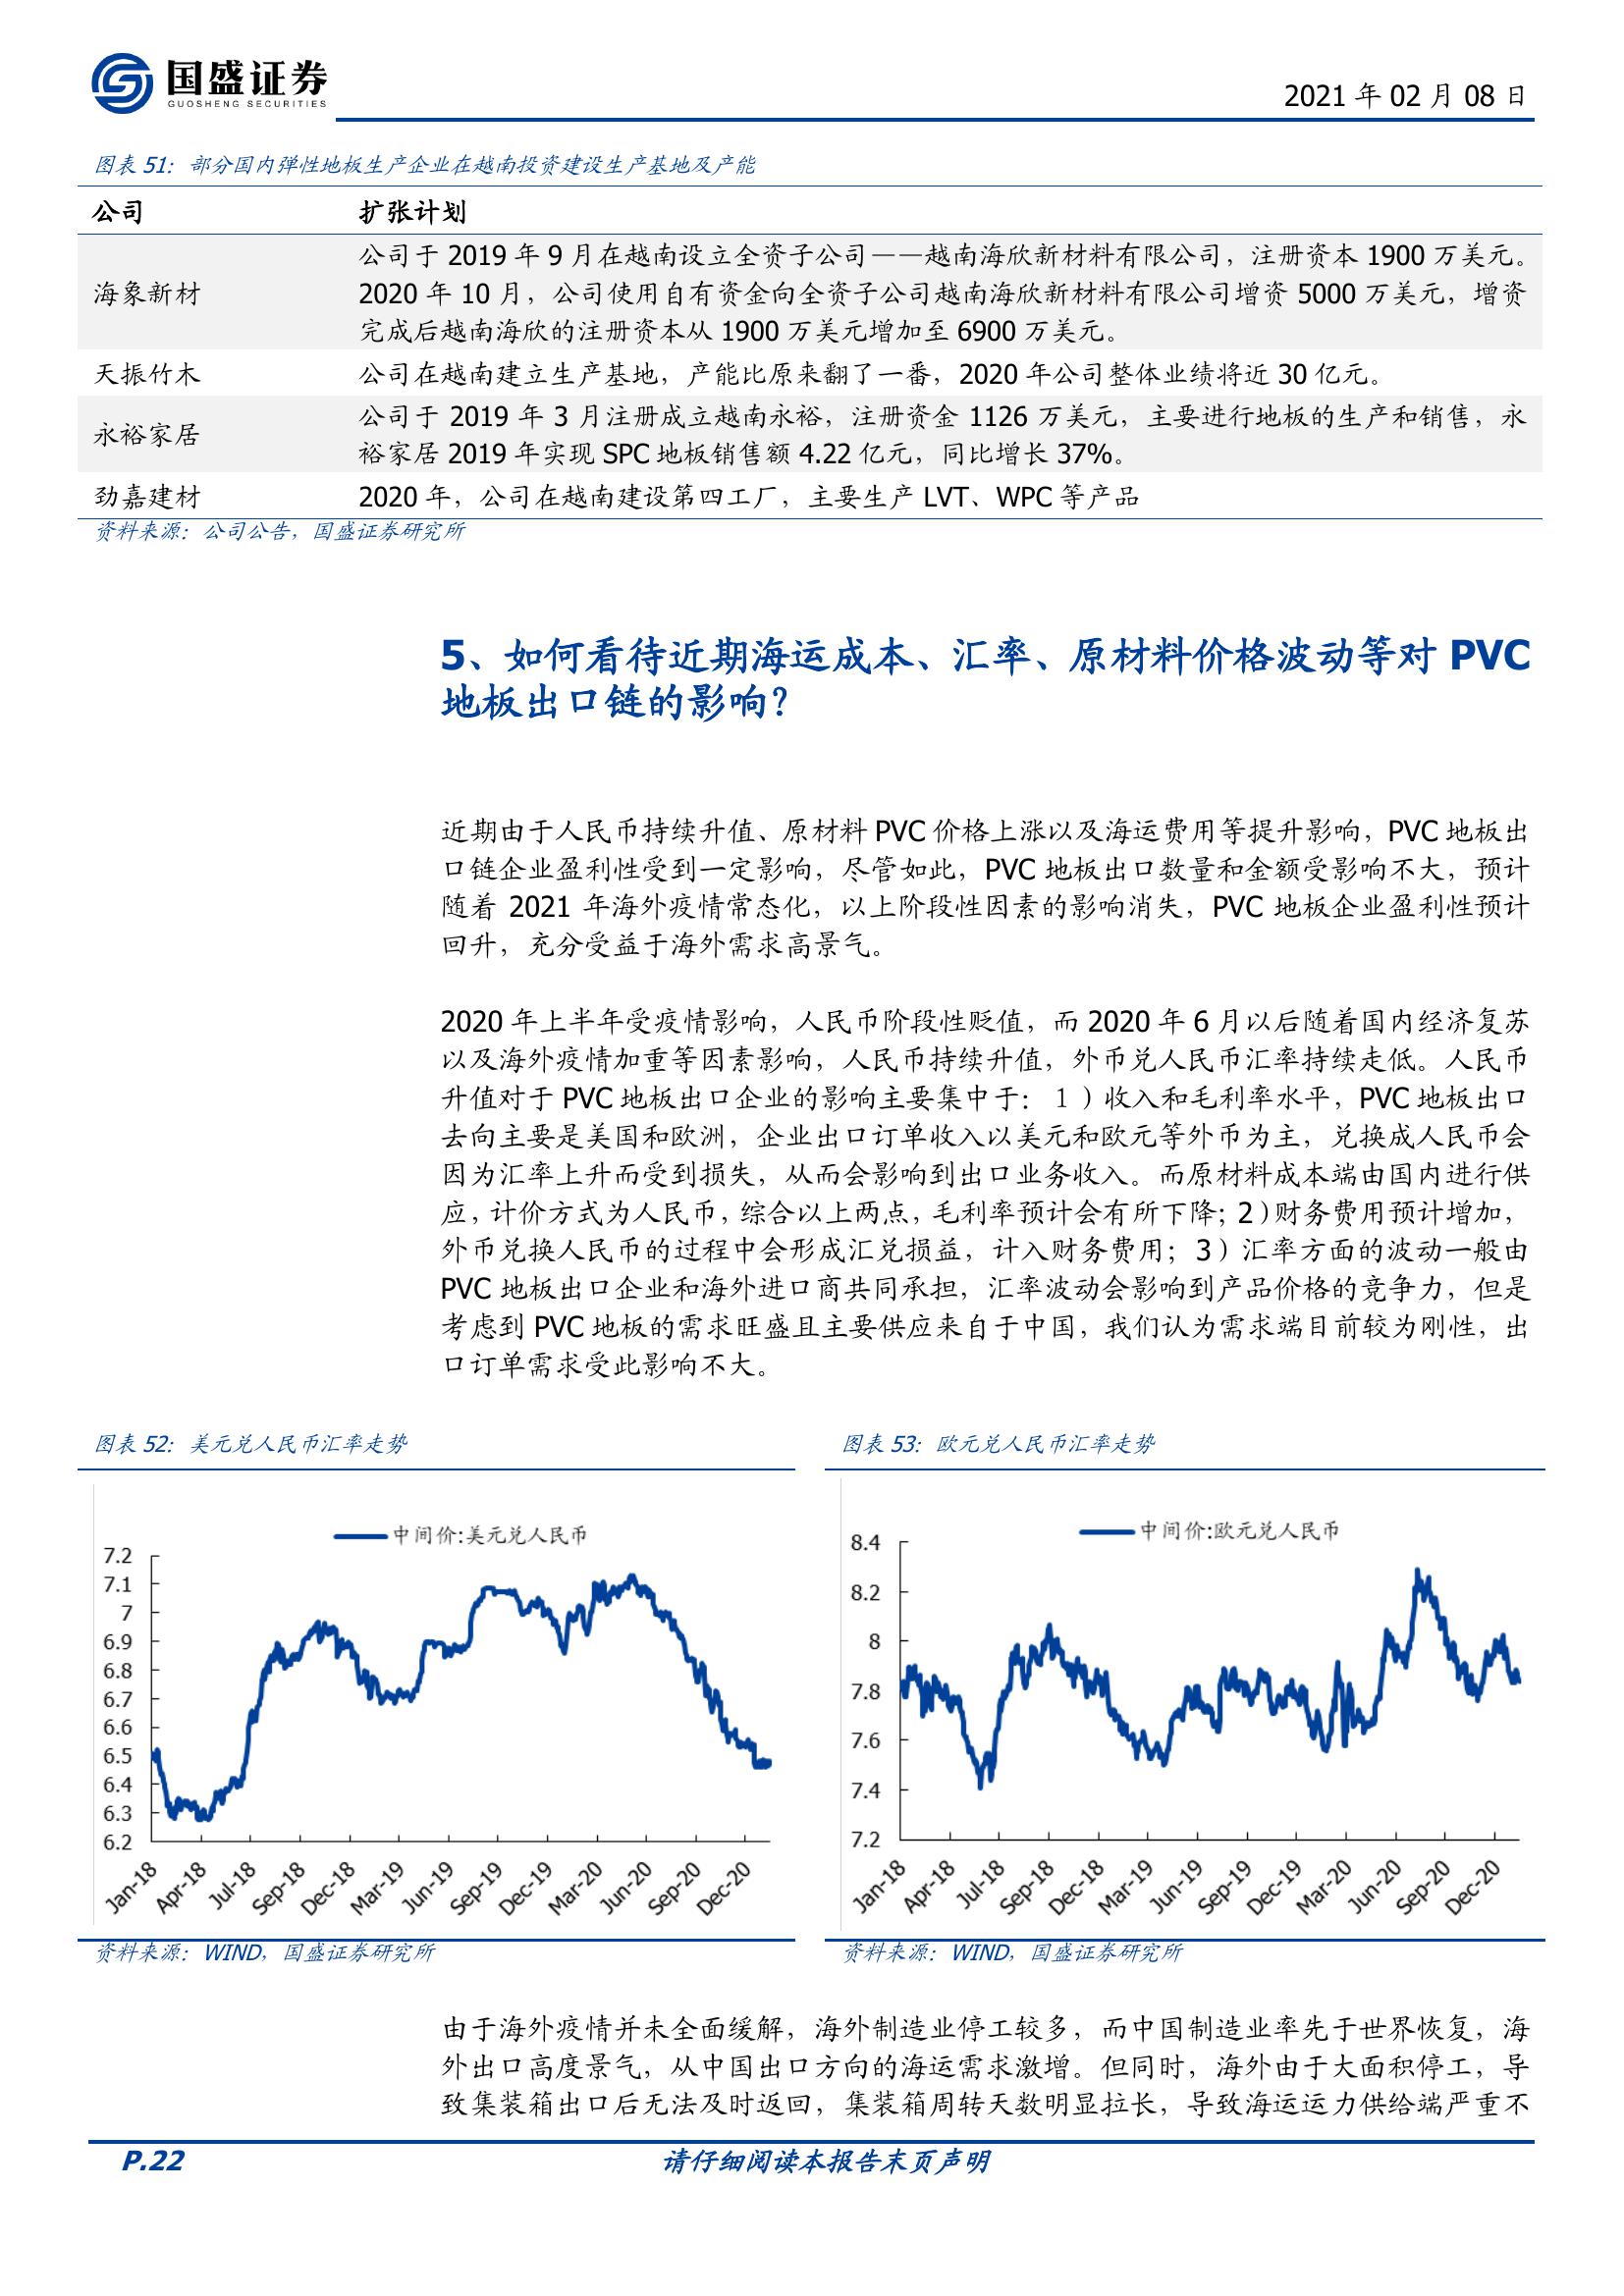 国盛证券
GUOSHENG SECURITIES
2021 年 02 月 08 日
图表 51：部分国内弹性地板生产企业在越南投资建设生产基地及产能
公司 扩张计划
海象新材
公司于 2019 年 9 月在越南设立全资子公司——越南海欣新材料有限公司，注册资本 1900 万美元。
2020 年 10 月，公司使用自有资金向全资子公司越南海欣新材料有限公司增资 5000 万美元，增资
完成后越南海欣的注册资本从 1900 万美元增加至 6900 万美元。
天振竹木 公司在越南建立生产基地，产能比原来翻了一番，2020 年公司整体业绩将近 30 亿元。
永裕家居
公司于 2019 年 3 月注册成立越南永裕，注册资金 1126 万美元，主要进行地板的生产和销售，永
裕家居 2019 年实现 SPC 地板销售额 4.22 亿元，同比增长 37%。
劲嘉建材 2020 年，公司在越南建设第四工厂，主要生产 LVT、WPC 等产品
资料来源：公司公告，国盛证券研究所
5、如何看待近期海运成本、汇率、原材料价格波动等对 PVC
地板出口链的影响？
近期由于人民币持续升值、原材料 PVC 价格上涨以及海运费用等提升影响，PVC 地板出
口链企业盈利性受到一定影响，尽管如此，PVC 地板出口数量和金额受影响不大，预计
随着 2021 年海外疫情常态化，以上阶段性因素的影响消失，PVC 地板企业盈利性预计
回升，充分受益于海外需求高景气。
2020 年上半年受疫情影响，人民币阶段性贬值，而 2020 年 6 月以后随着国内经济复苏
以及海外疫情加重等因素影响，人民币持续升值，外币兑人民币汇率持续走低。人民币
升值对于 PVC 地板出口企业的影响主要集中于：１）收入和毛利率水平，PVC 地板出口
去向主要是美国和欧洲，企业出口订单收入以美元和欧元等外币为主，兑换成人民币会
因为汇率上升而受到损失，从而会影响到出口业务收入。而原材料成本端由国内进行供
应，计价方式为人民币，综合以上两点，毛利率预计会有所下降；2）财务费用预计增加，
外币兑换人民币的过程中会形成汇兑损益，计入财务费用；3）汇率方面的波动一般由
PVC 地板出口企业和海外进口商共同承担，汇率波动会影响到产品价格的竞争力，但是
考虑到 PVC 地板的需求旺盛且主要供应来自于中国，我们认为需求端目前较为刚性，出
口订单需求受此影响不大。
图表 52：美元兑人民币汇率走势
中间价:美元兑人民币
7.2
7.1
7
6.9
6.8
6.7
6.6
6.5
6.4
6.3
6.2
Jan-18 Apr-18 Jul-18 Sep-18 Dec-18 Mar-19 Jun-19 Sep-19 Dec-19 Mar-20 Jun-20 Sep-20 Dec-20
资料来源：WIND，国盛证券研究所
图表 53：欧元兑人民币汇率走势
中间价:欧元兑人民币
8.4
8.2
8
7.8
7.6
7.4
7.2
Jan-18 Apr-18 Jul-18 Sep-18 Dec-18 Mar-19 Jun-19 Sep-19 Dec-19 Mar-20 Jun-20 Sep-20 Dec-20
资料来源：WIND，国盛证券研究所
由于海外疫情并未全面缓解，海外制造业停工较多，而中国制造业率先于世界恢复，海
外出口高度景气，从中国出口方向的海运需求激增。但同时，海外由于大面积停工，导
致集装箱出口后无法及时返回，集装箱周转天数明显拉长，导致海运运力供给端严重不
P.22 请仔细阅读本报告末页声明